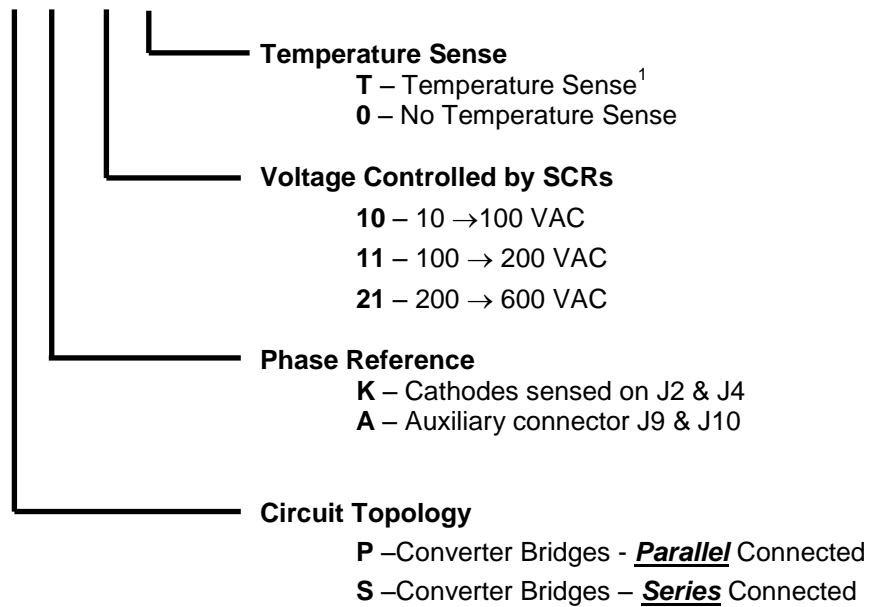 Temperature Sense
T – Temperature Sense1
0 – No Temperature Sense
Voltage Controlled by SCRs
10 – 10 →100 VAC
11 – 100 → 200 VAC
21 – 200 → 600 VAC
Phase Reference
K – Cathodes sensed on J2 & J4
A – Auxiliary connector J9 & J10
Circuit Topology
P –Converter Bridges - Parallel Connected
S –Converter Bridges – Series Connected